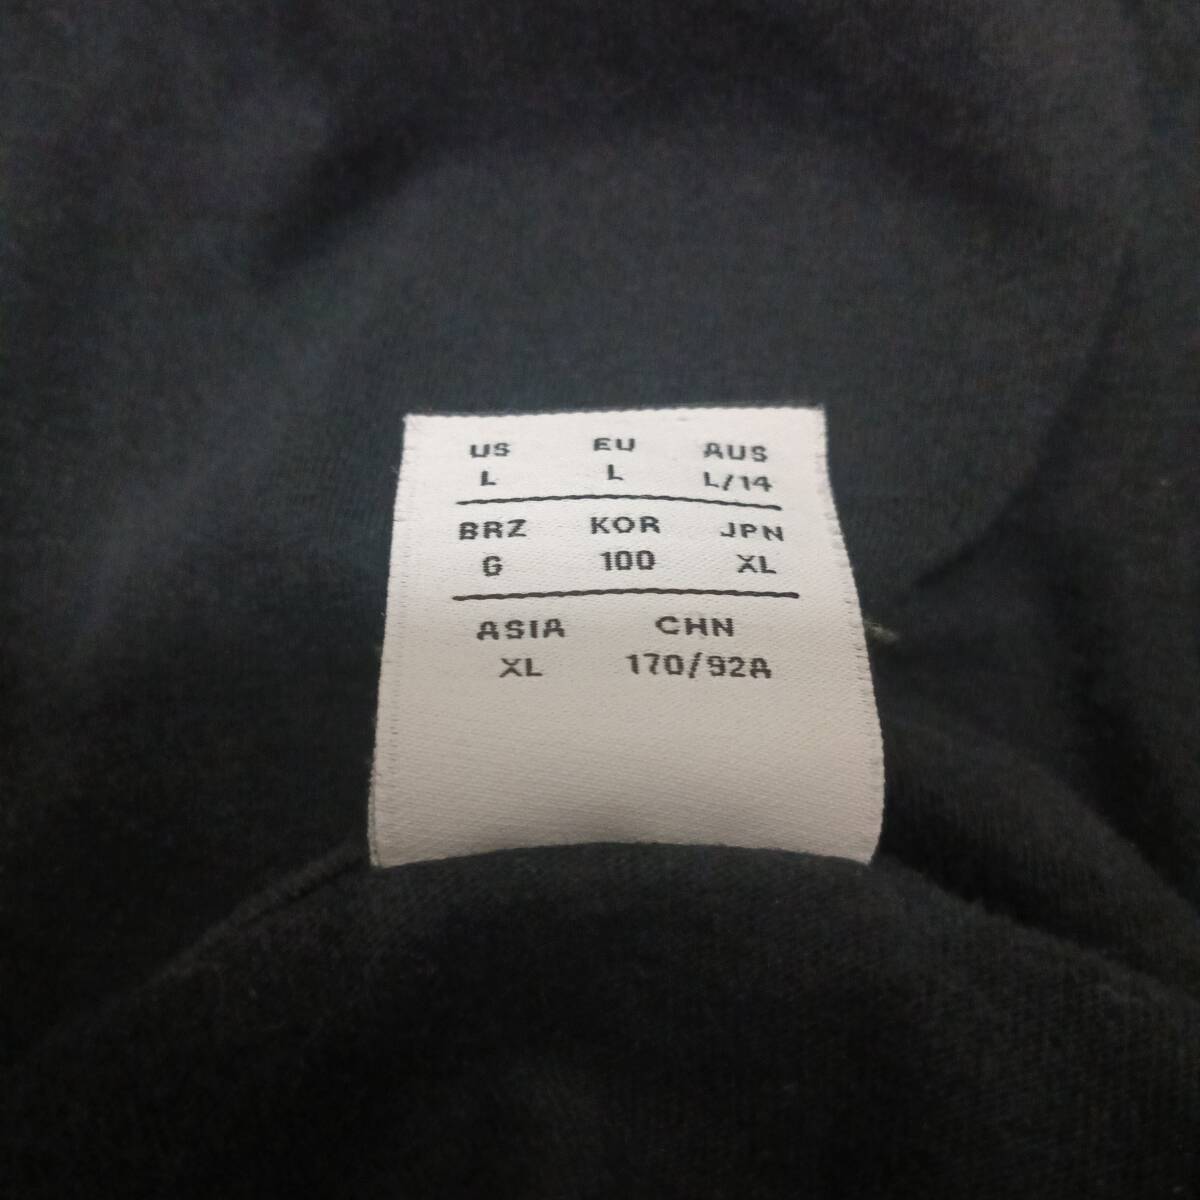 US EU AUS
L L L/14
BRZ KOR JPN
G 100 XL
ASIA CHN
XL 170/92A